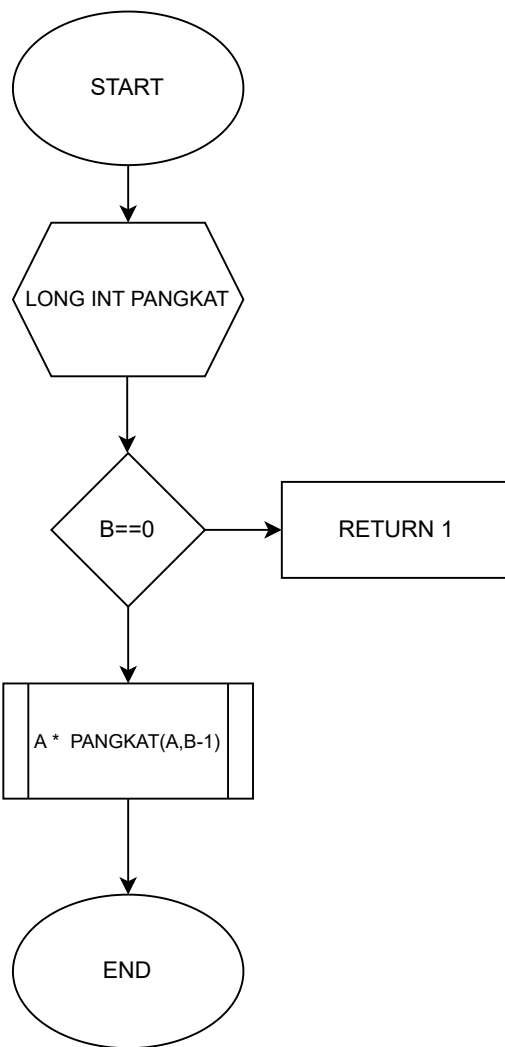 START
LONG INT PANGKAT
B==0
RETURN 1
A * PANGKAT(A,B-1)
END